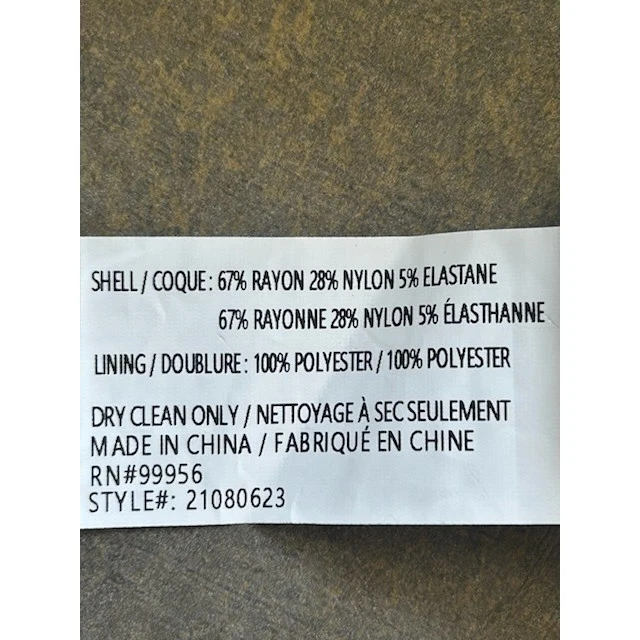 SHELL / COQUE: 67% RAYON 28% NYLON 5% ELASTANE
67% RAYONNE 28% NYLON 5% ÉLASTHANNE
LINING / DOUBLURE: 100% POLYESTER / 100% POLYESTER
DRY CLEAN ONLY / NETTOYAGE À SEC SEULEMENT
MADE IN CHINA / FABRIQUÉ EN CHINE
RN#99956
STYLE#: 21080623